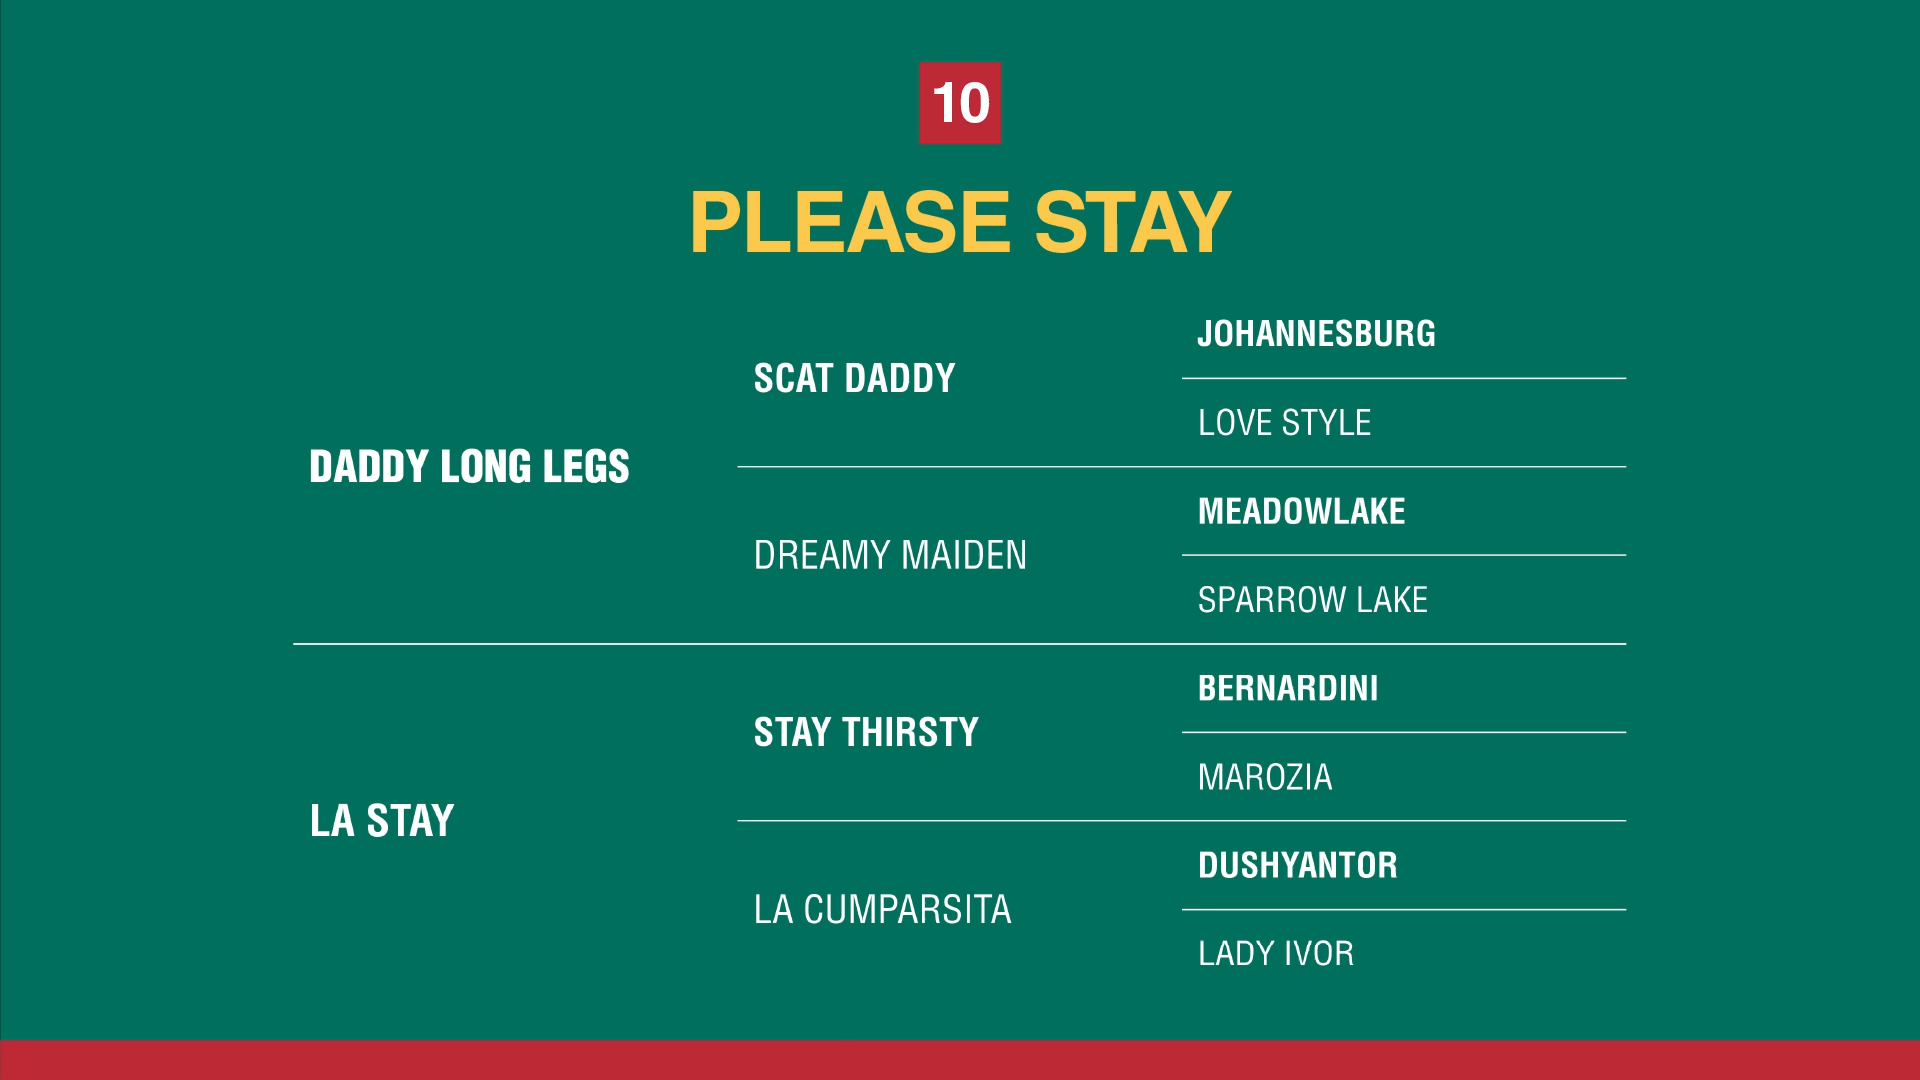 10
PLEASE STAY
JOHANNESBURG
SCAT DADDY
LOVE STYLE
DADDY LONG LEGS
MEADOWLAKE
DREAMY MAIDEN
SPARROW LAKE
BERNARDINI
STAY THIRSTY
MAROZIA
LA STAY
DUSHYANTOR
LA CUMPARSITA
LADY IVOR